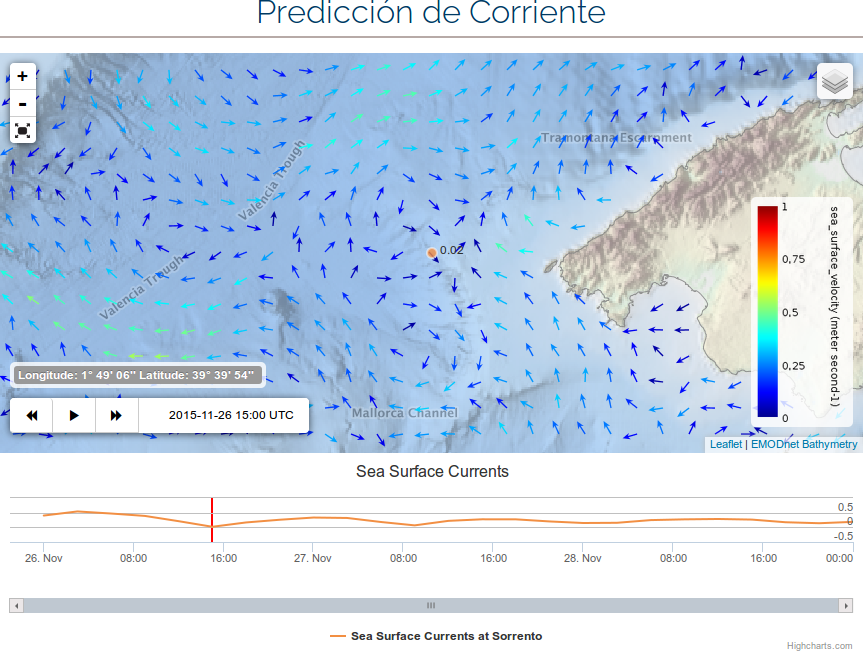 Predicción de Corriente
+
-
Tramontana Escarpment
Valencia Trough
0.02
Valencia Trough
1
0,75
0,5
0,25
0
sea_surface_velocity (meter second-1)
Longitude: 1° 49' 06" Latitude: 39° 39' 54"
2015-11-26 15:00 UTC
Mallorca Channel
Leaflet | EMODnet Bathymetry
Sea Surface Currents
0.5
0
-0.5
26. Nov 08:00 16:00 27. Nov 08:00 16:00 28. Nov 08:00 16:00 00:00
Sea Surface Currents at Sorrento
Highcharts.com